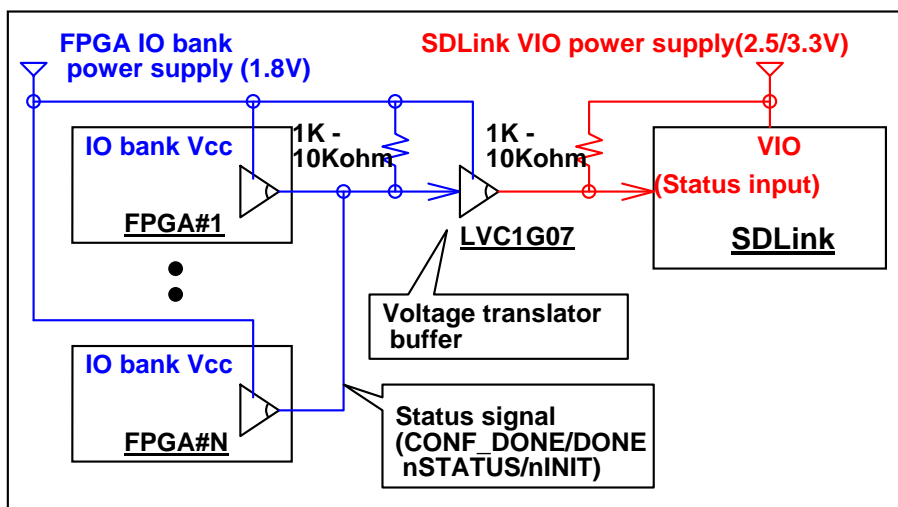 FPGA IO bank
power supply (1.8V)
SDLink VIO power supply(2.5/3.3V)
IO bank Vcc
1K -
10Kohm
1K -
10Kohm
VIO
(Status input)
FPGA#1
LVC1G07
SDLink
Voltage translator
buffer
IO bank Vcc
FPGA#N
Status signal
(CONF_DONE/DONE
nSTATUS/nINIT)